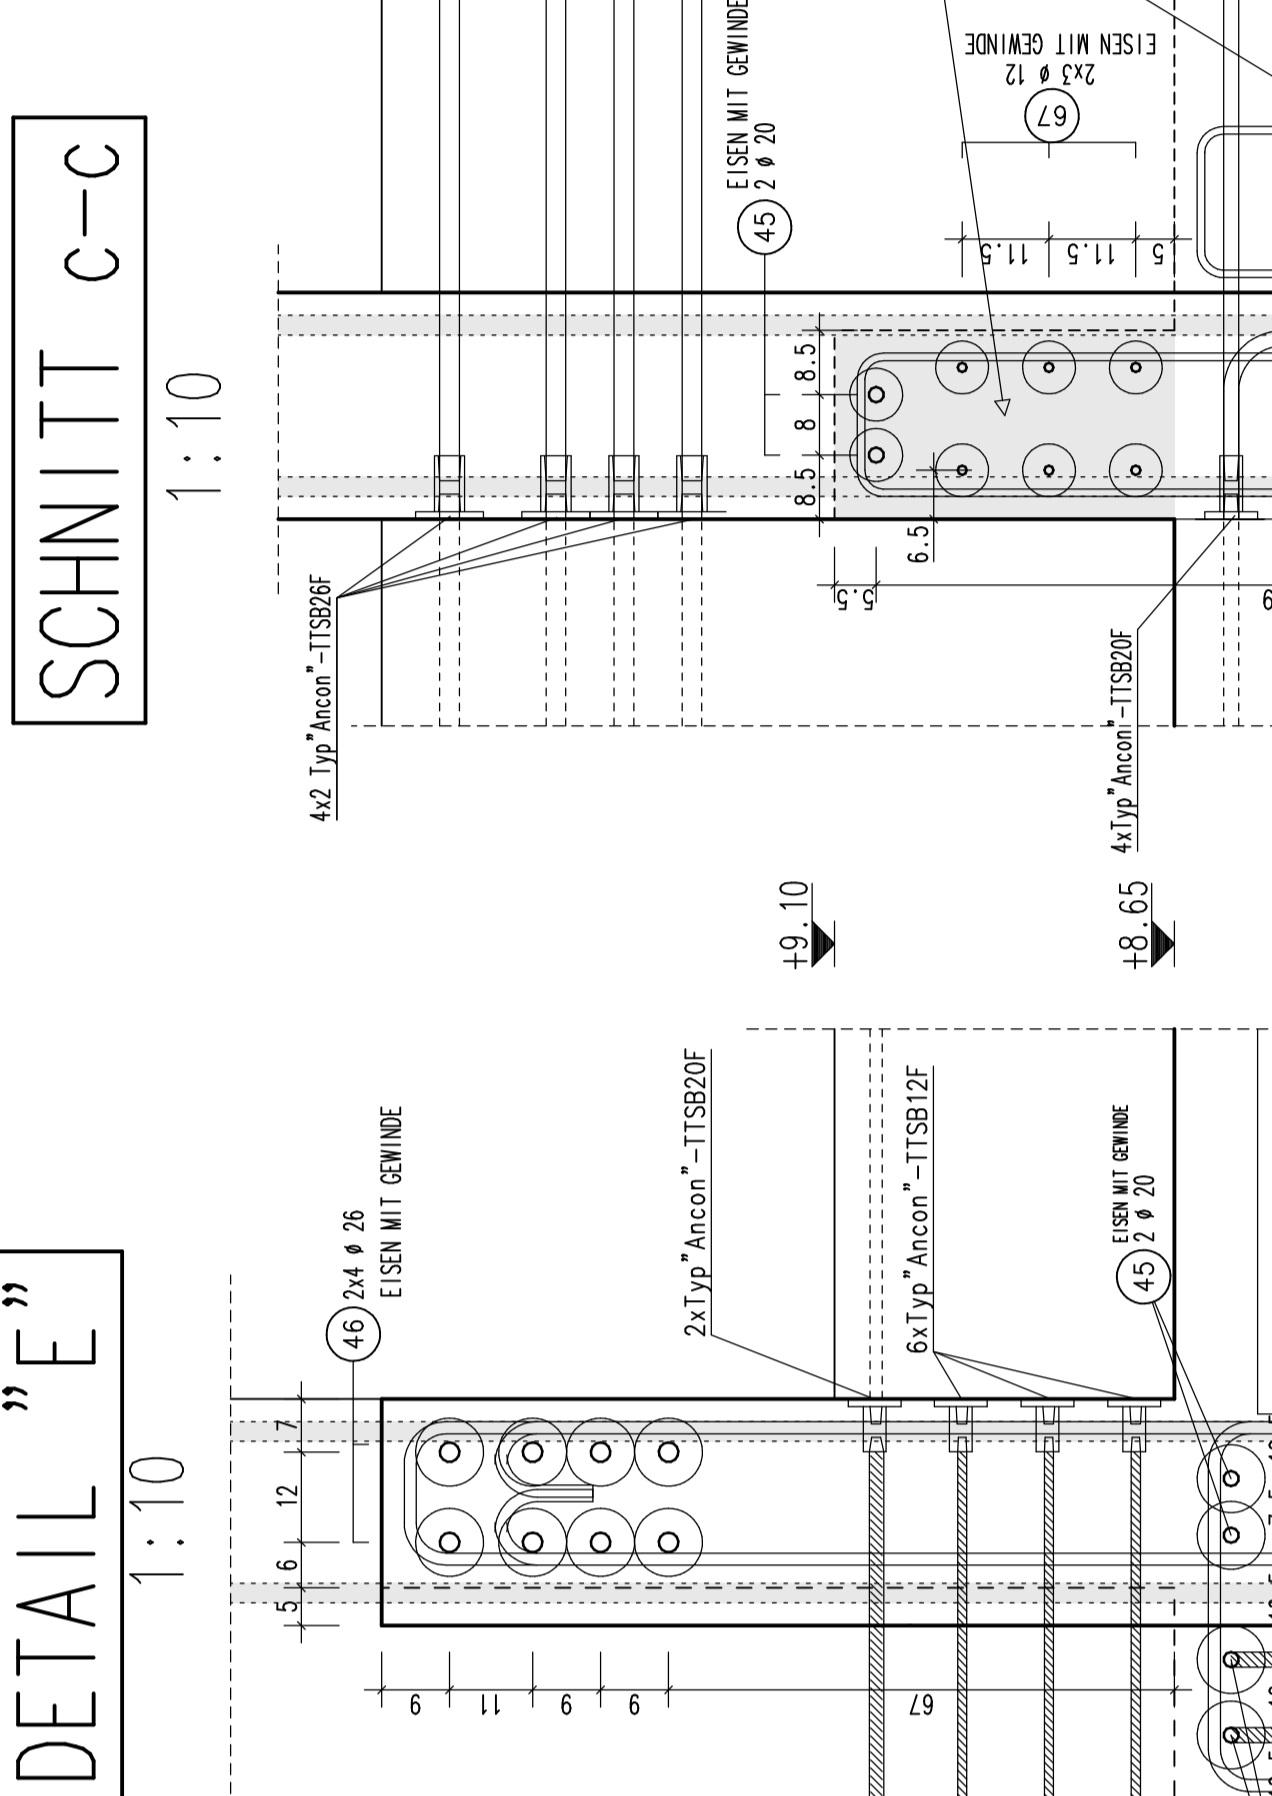 SCHNITT C-C
1:10
4x2 Typ"Ancon"-TTSB26F
EISEN MIT GEWINDE
45 2 ø 20
EISEN MIT GEWINDE
2x3 ø 12
67
11.5
11.5
5
8.5
8
8.5
6.5
5.5
4xTyp"Ancon"-TTSB20F
+9.10
+8.65
DETAIL "E"
1:10
46 2x4 ø 26
EISEN MIT GEWINDE
2xTyp"Ancon"-TTSB20F
6xTyp"Ancon"-TTSB12F
EISEN MIT GEWINDE
45 2 ø 20
7
12
6
5
9
11
9
9
67